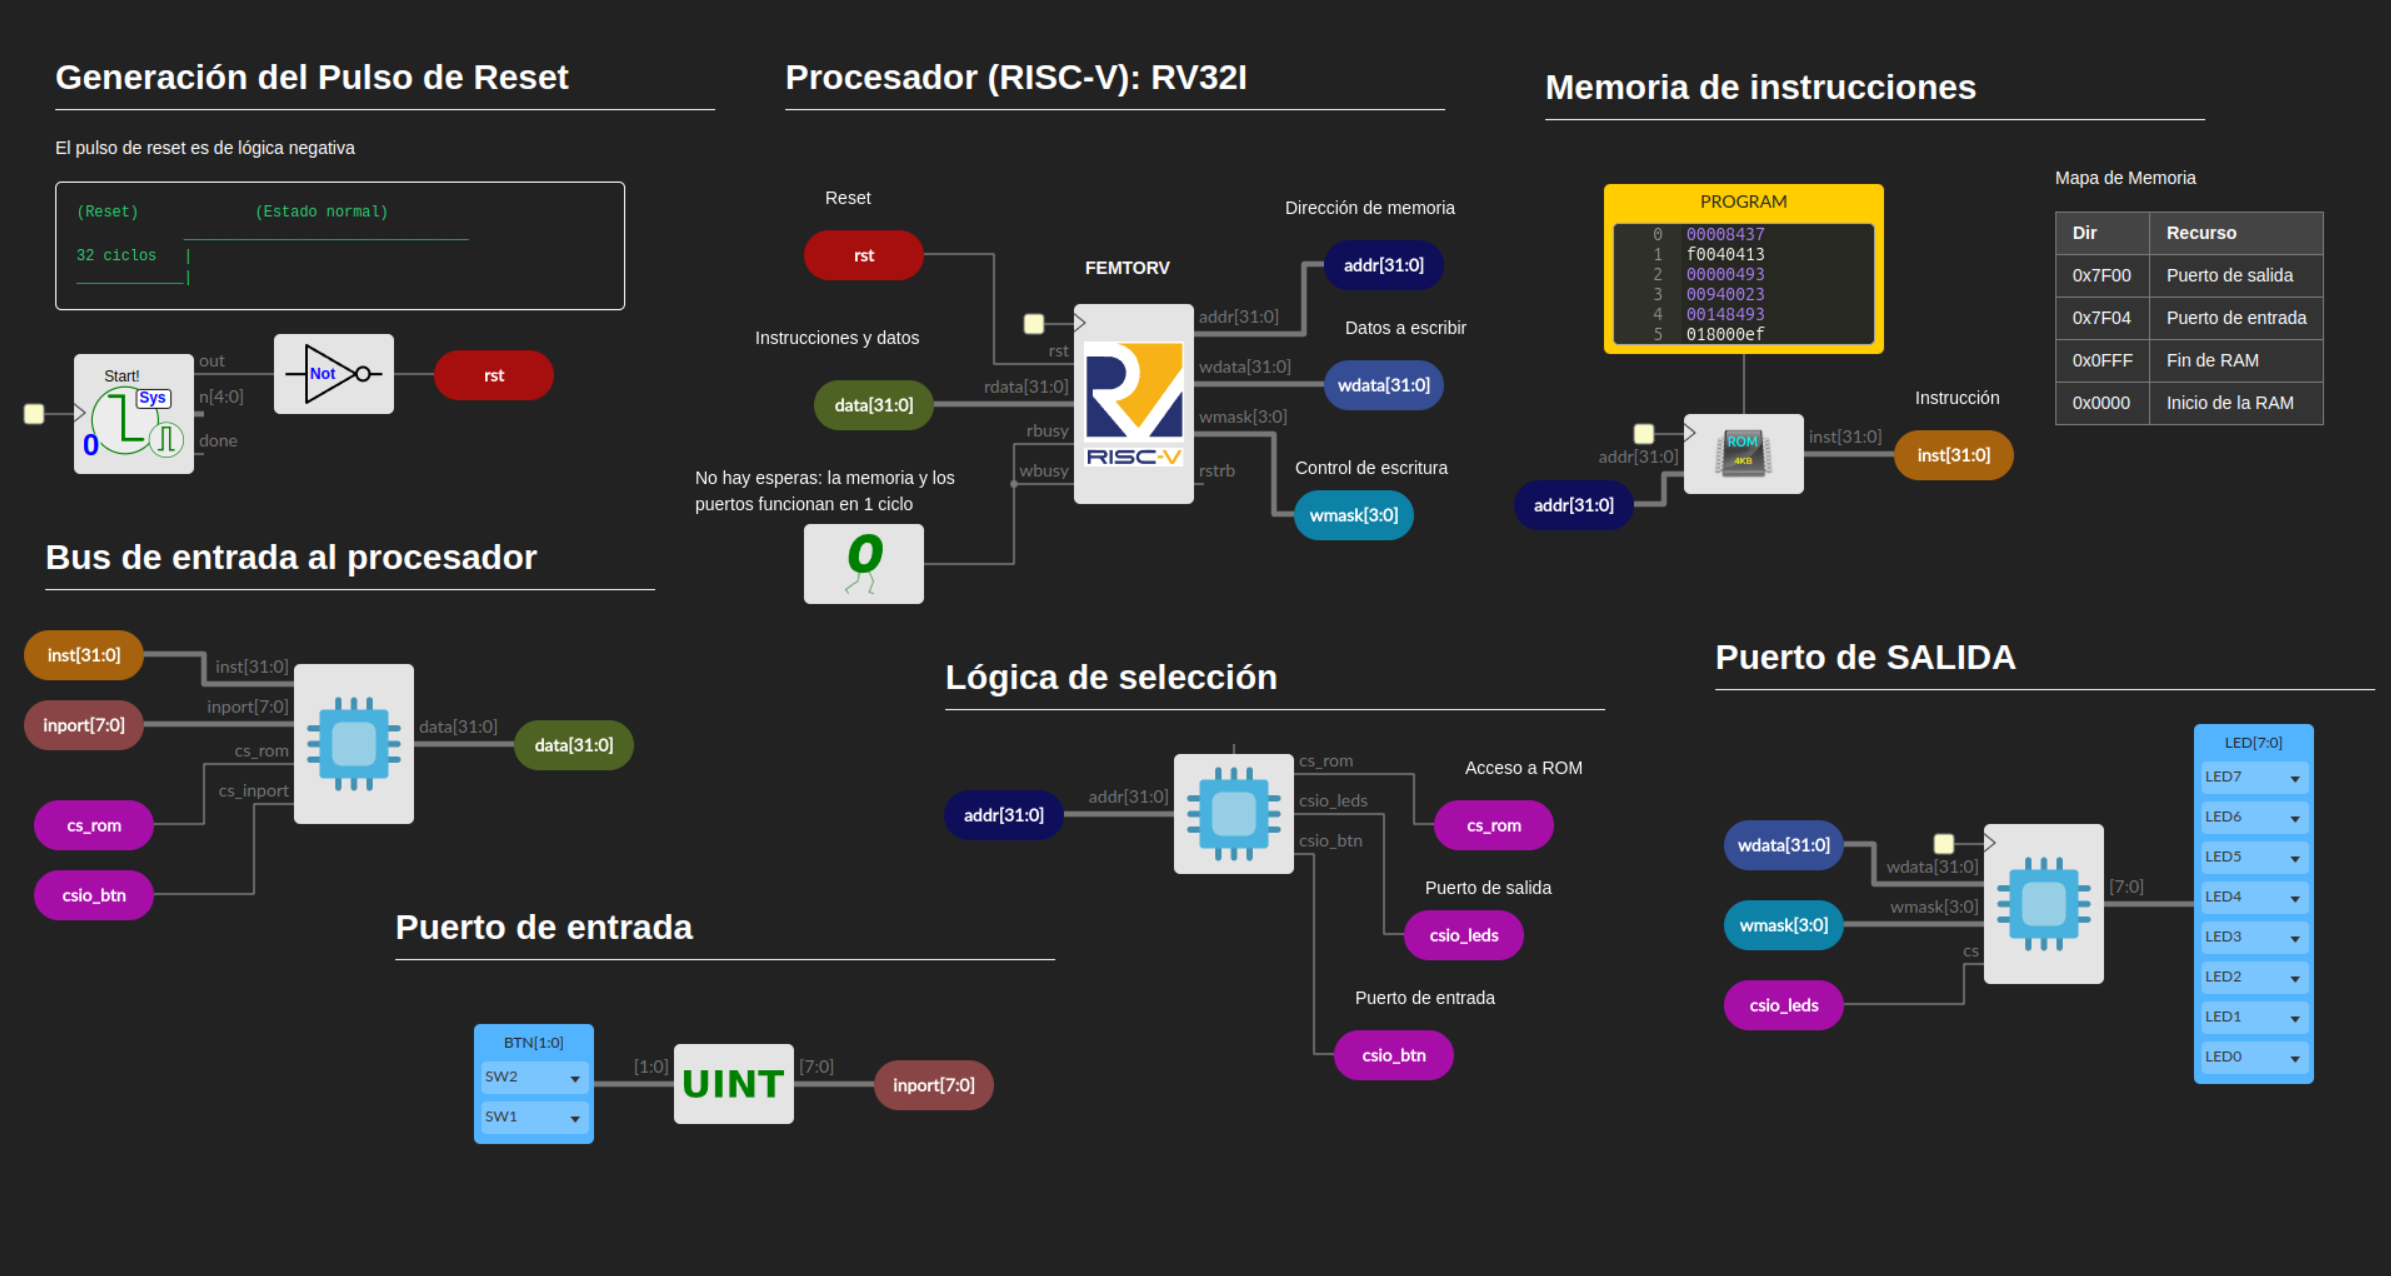 Generación del Pulso de Reset
El pulso de reset es de lógica negativa
(Reset) (Estado normal)
32 ciclos
Start!
Sys
0
out
n[4:0]
done
Not
rst
Procesador (RISC-V): RV32I
Reset
rst
Instrucciones y datos
data[31:0]
No hay esperas: la memoria y los
puertos funcionan en 1 ciclo
0
FEMTORV
rst
rdata[31:0]
rbusy
wbusy
RISC-V
addr[31:0]
wdata[31:0]
wmask[3:0]
rstrb
Dirección de memoria
addr[31:0]
Datos a escribir
wdata[31:0]
Control de escritura
wmask[3:0]
Memoria de instrucciones
PROGRAM
0 00008437
1 f0040413
2 00000493
3 00940023
4 00148493
5 018000ef
addr[31:0]
addr[31:0]
ROM
4KB
inst[31:0]
Instrucción
inst[31:0]
Mapa de Memoria
Dir Recurso
0x7F00 Puerto de salida
0x7F04 Puerto de entrada
0x0FFF Fin de RAM
0x0000 Inicio de la RAM
Bus de entrada al procesador
inst[31:0]
inport[7:0]
cs_rom
csio_btn
inst[31:0]
inport[7:0]
cs_rom
cs_inport
data[31:0]
data[31:0]
Lógica de selección
addr[31:0]
addr[31:0]
cs_rom
csio_leds
csio_btn
Acceso a ROM
cs_rom
Puerto de salida
csio_leds
Puerto de entrada
csio_btn
Puerto de SALIDA
wdata[31:0]
wmask[3:0]
csio_leds
wdata[31:0]
wmask[3:0]
cs
[7:0]
LED[7:0]
LED7
LED6
LED5
LED4
LED3
LED2
LED1
LED0
Puerto de entrada
BTN[1:0]
SW2
SW1
[1:0]
UINT
[7:0]
inport[7:0]